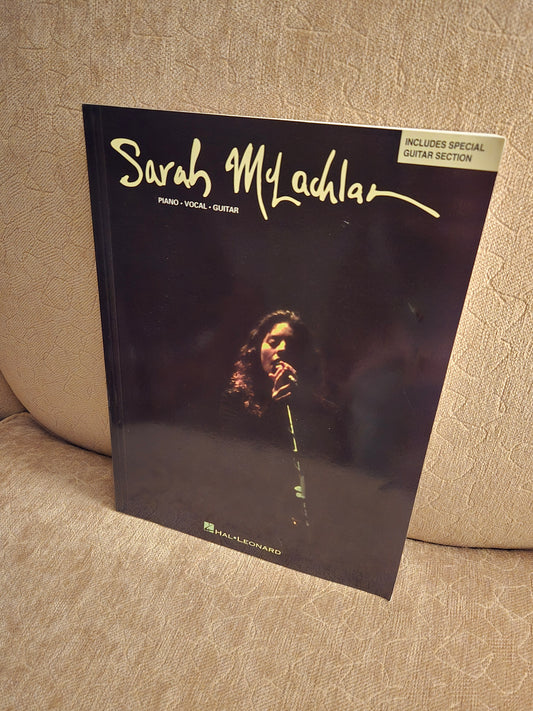 INCLUDES SPECIAL
GUITAR SECTION
Sarah McLachlan
PIANO • VOCAL • GUITAR
HAL•LEONARD